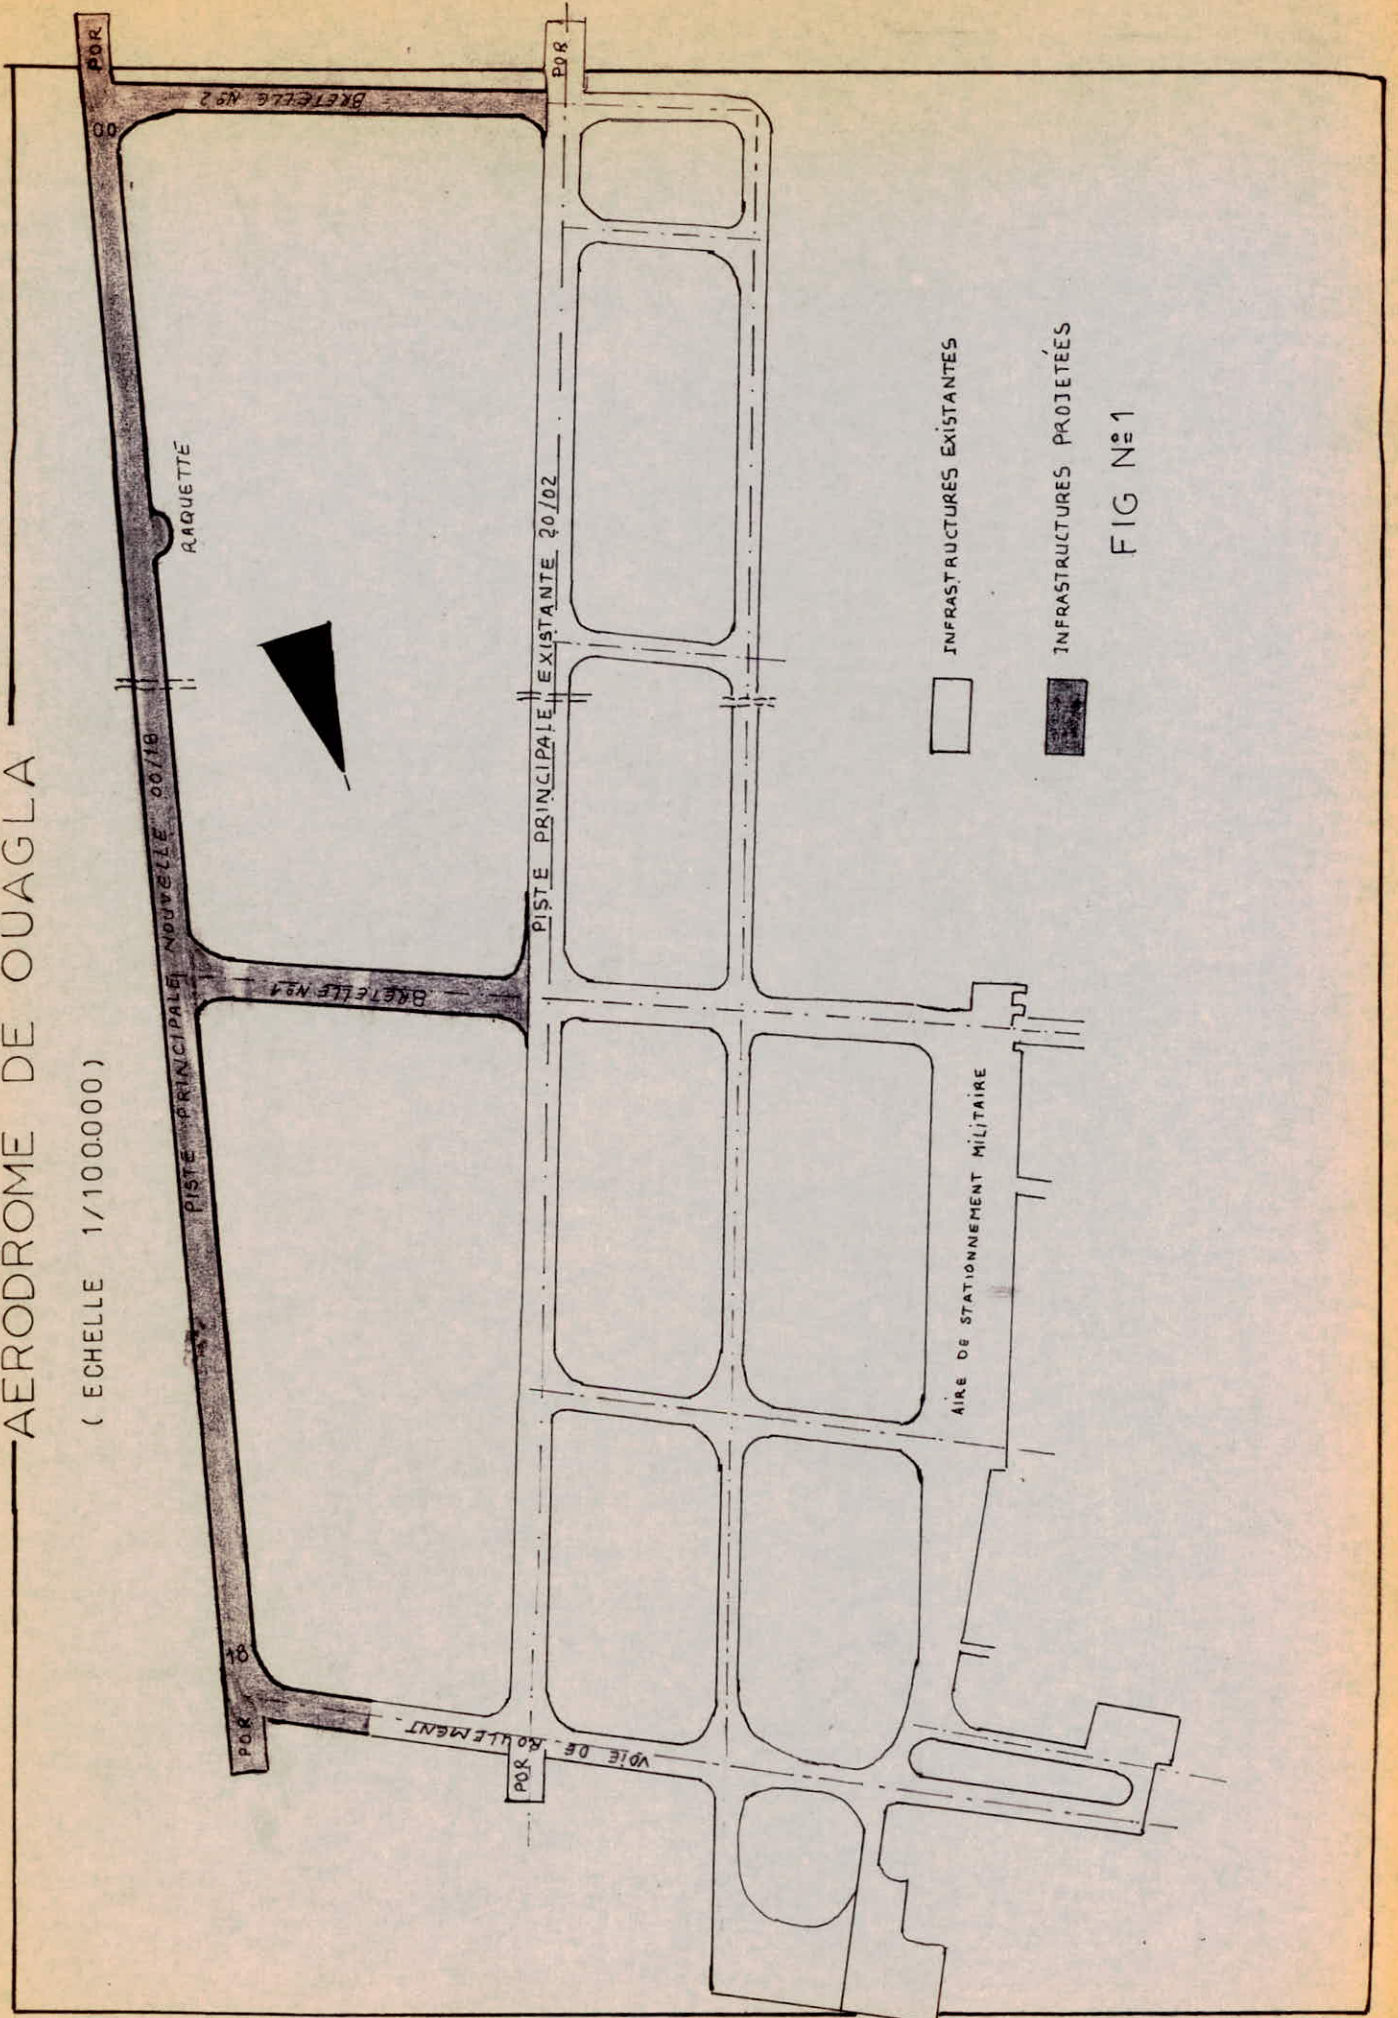 AERODROME DE OUAGLA
( ECHELLE 1/100.000)
POR
18
PISTE PRINCIPALE NOUVELLE 00/18
RAQUETTE
00
POR
BRETELLE Nº1
BRETELLE Nº2
VOIE DE ROULEMENT
POR
PISTE PRINCIPALE EXISTANTE 20/02
POR
AIRE DE STATIONNEMENT MILITAIRE
INFRASTRUCTURES EXISTANTES
INFRASTRUCTURES PROJETÉES
FIG Nº1